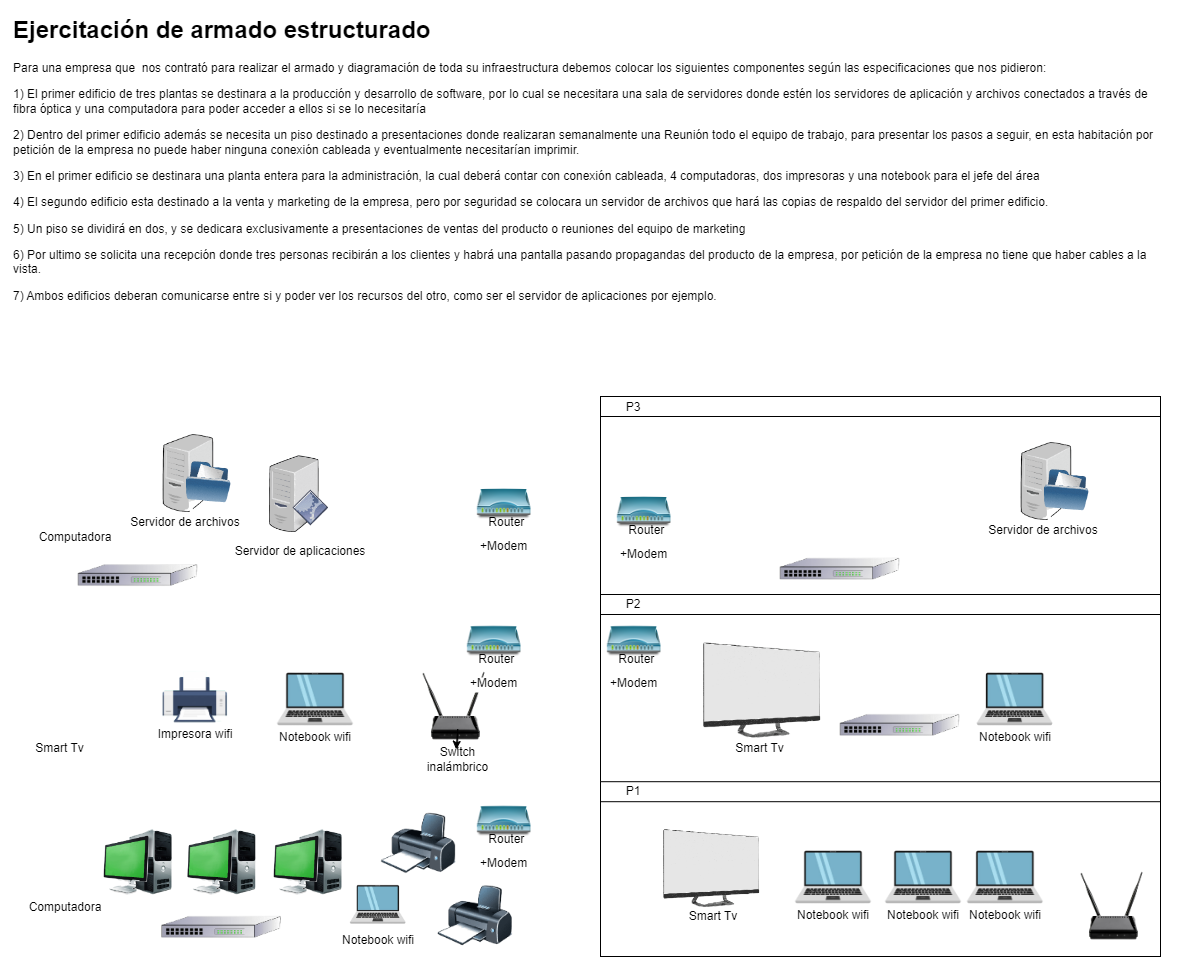 Ejercitación de armado estructurado
Para una empresa que  nos contrató para realizar el armado y diagramación de toda su infraestructura debemos colocar los siguientes componentes según las especificaciones que nos pidieron:
1) El primer edificio de tres plantas se destinara a la producción y desarrollo de software, por lo cual se necesitara una sala de servidores donde estén los servidores de aplicación y archivos conectados a través de
fibra óptica y una computadora para poder acceder a ellos si se lo necesitaría
2) Dentro del primer edificio además se necesita un piso destinado a presentaciones donde realizaran semanalmente una Reunión todo el equipo de trabajo, para presentar los pasos a seguir, en esta habitación por
petición de la empresa no puede haber ninguna conexión cableada y eventualmente necesitarían imprimir.
3) En el primer edificio se destinara una planta entera para la administración, la cual deberá contar con conexión cableada, 4 computadoras, dos impresoras y una notebook para el jefe del área
4) El segundo edificio esta destinado a la venta y marketing de la empresa, pero por seguridad se colocara un servidor de archivos que hará las copias de respaldo del servidor del primer edificio.
5) Un piso se dividirá en dos, y se dedicara exclusivamente a presentaciones de ventas del producto o reuniones del equipo de marketing
6) Por ultimo se solicita una recepción donde tres personas recibirán a los clientes y habrá una pantalla pasando propagandas del producto de la empresa, por petición de la empresa no tiene que haber cables a la
vista.
7) Ambos edificios deberan comunicarse entre si y poder ver los recursos del otro, como ser el servidor de aplicaciones por ejemplo.
P3
Servidor de archivos
Computadora
Servidor de aplicaciones
Router
+Modem
Router
+Modem
Servidor de archivos
P2
Router
+Modem
Impresora wifi
Notebook wifi
Smart Tv
Switch
inalámbrico
Router
+Modem
Smart Tv
Notebook wifi
P1
Router
+Modem
Computadora
Notebook wifi
Smart Tv
Notebook wifi
Notebook wifi
Notebook wifi